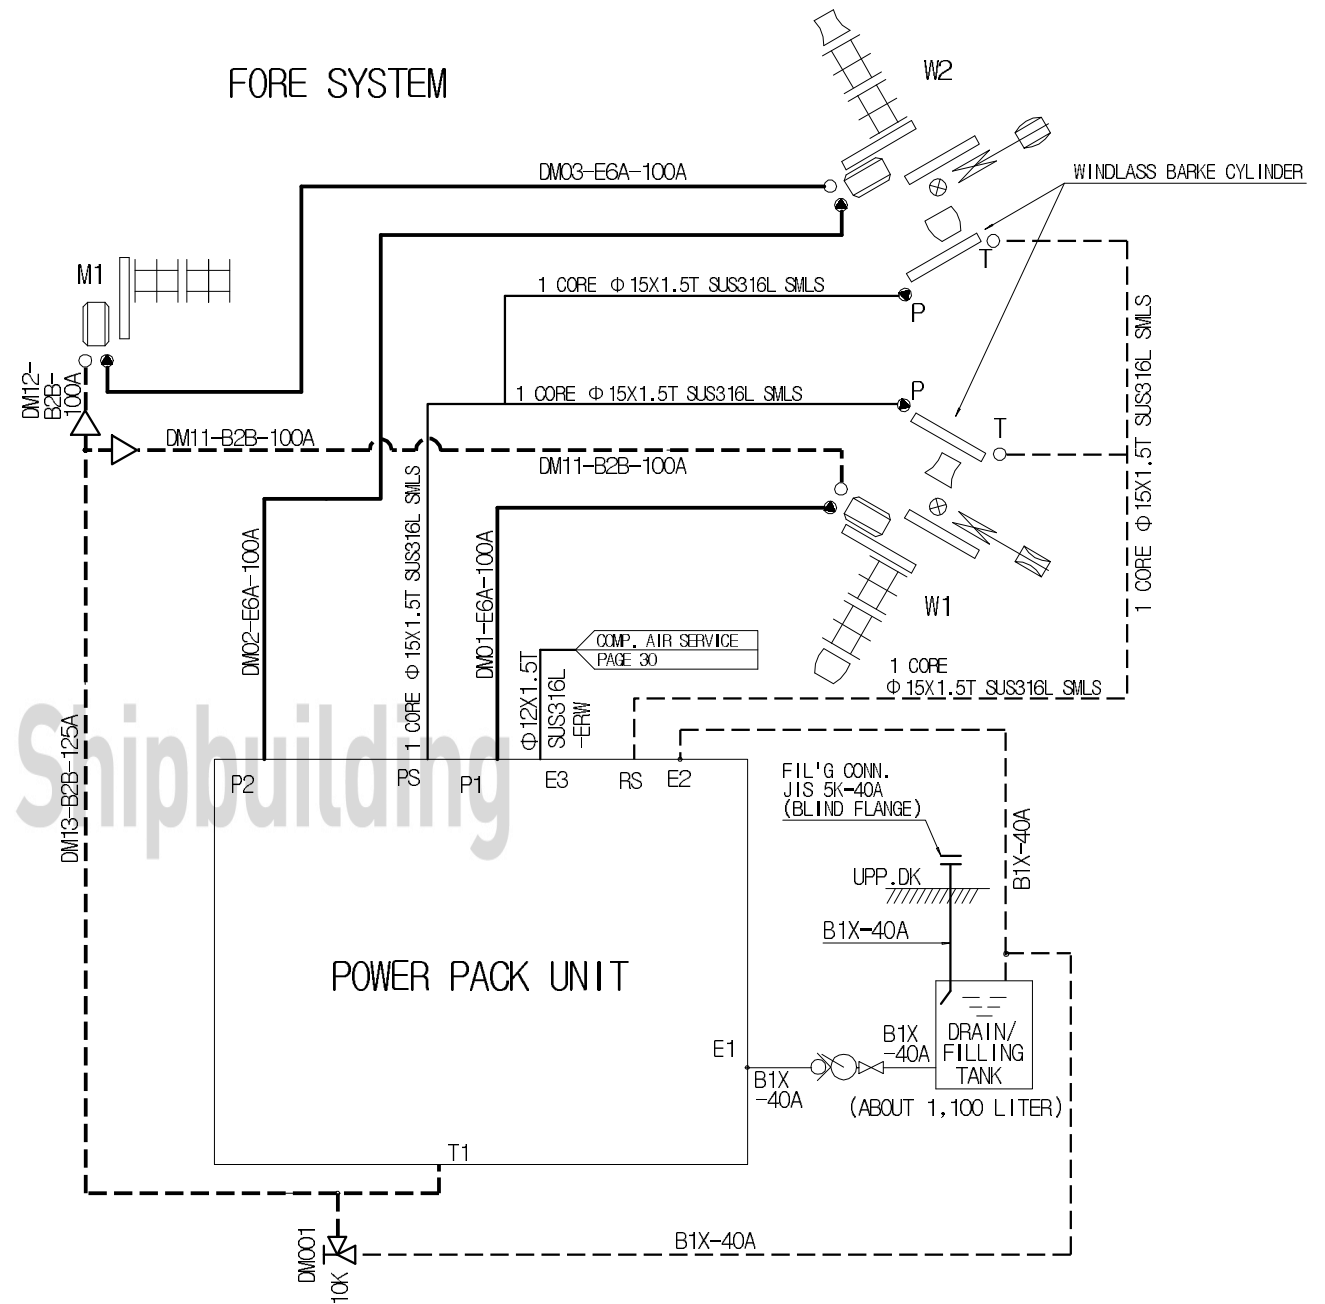 FORE SYSTEM
W2
DM03-E6A-100A
WINDLASS BARKE CYLINDER
M1
T
1 CORE Φ15X1.5T SUS316L SMLS
P
DM12-
B2B-
100A
1 CORE Φ15X1.5T SUS316L SMLS
P
T
1 CORE Φ15X1.5T SUS316L SMLS
DM11-B2B-100A
DM11-B2B-100A
DM02-E6A-100A
1 CORE Φ15X1.5T SUS316L SMLS
DM01-E6A-100A
W1
COMP. AIR SERVICE
PAGE 30
Φ12X1.5T
SUS316L
-ERW
1 CORE
Φ15X1.5T SUS316L SMLS
Shipbuilding
DM13-B2B-125A
P2
PS
P1
E3
RS
E2
FIL'G CONN.
JIS 5K-40A
(BLIND FLANGE)
B1X-40A
UPP.DK
B1X-40A
POWER PACK UNIT
DRAIN/
FILLING
TANK
B1X
-40A
E1
B1X
-40A
(ABOUT 1,100 LITER)
T1
DM001
10K
B1X-40A